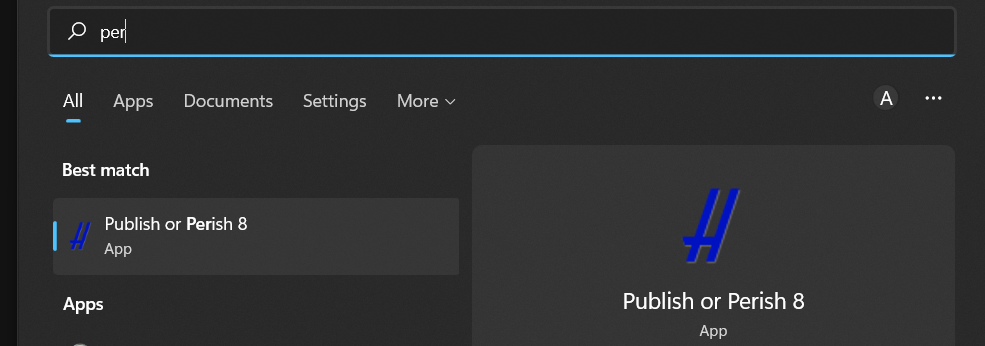 per
All Apps Documents Settings More A ...
Best match
Publish or Perish 8
App
Apps
Publish or Perish 8
App